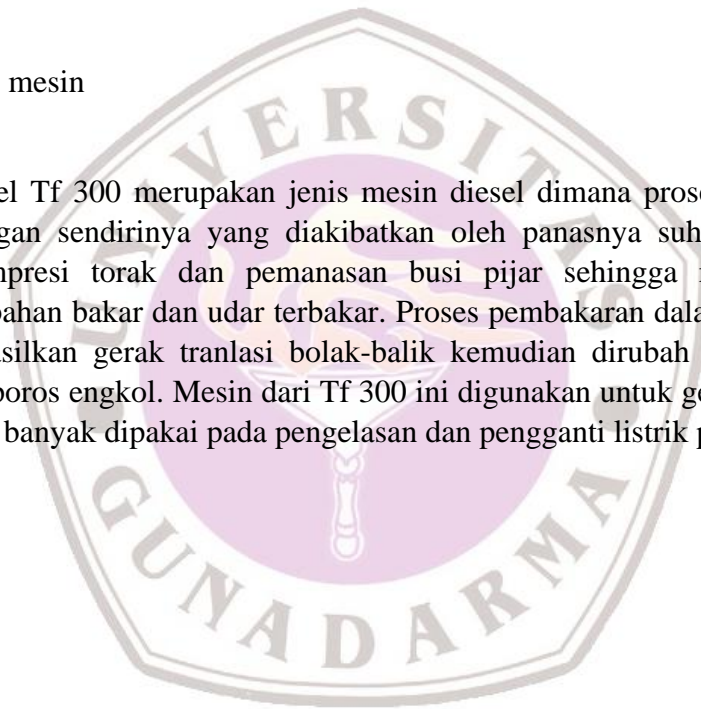 mesin
el Tf 300 merupakan jenis mesin diesel dimana prose
gan sendirinya yang diakibatkan oleh panasnya suh
npresi torak dan pemanasan busi pijar sehingga
bahan bakar dan udar terbakar. Proses pembakaran dala
silkan gerak tranlasi bolak-balik kemudian dirubah
poros engkol. Mesin dari Tf 300 ini digunakan untuk ge
banyak dipakai pada pengelasan dan pengganti listrik p
UNIVERSITAS
GUNADARMA